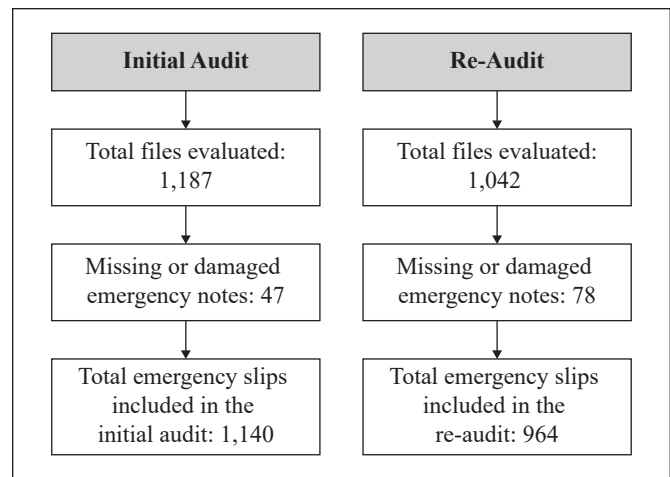 Initial Audit
Total files evaluated:
1,187
Missing or damaged
emergency notes: 47
Total emergency slips
included in the
initial audit: 1,140
Re-Audit
Total files evaluated:
1,042
Missing or damaged
emergency notes: 78
Total emergency slips
included in the
re-audit: 964